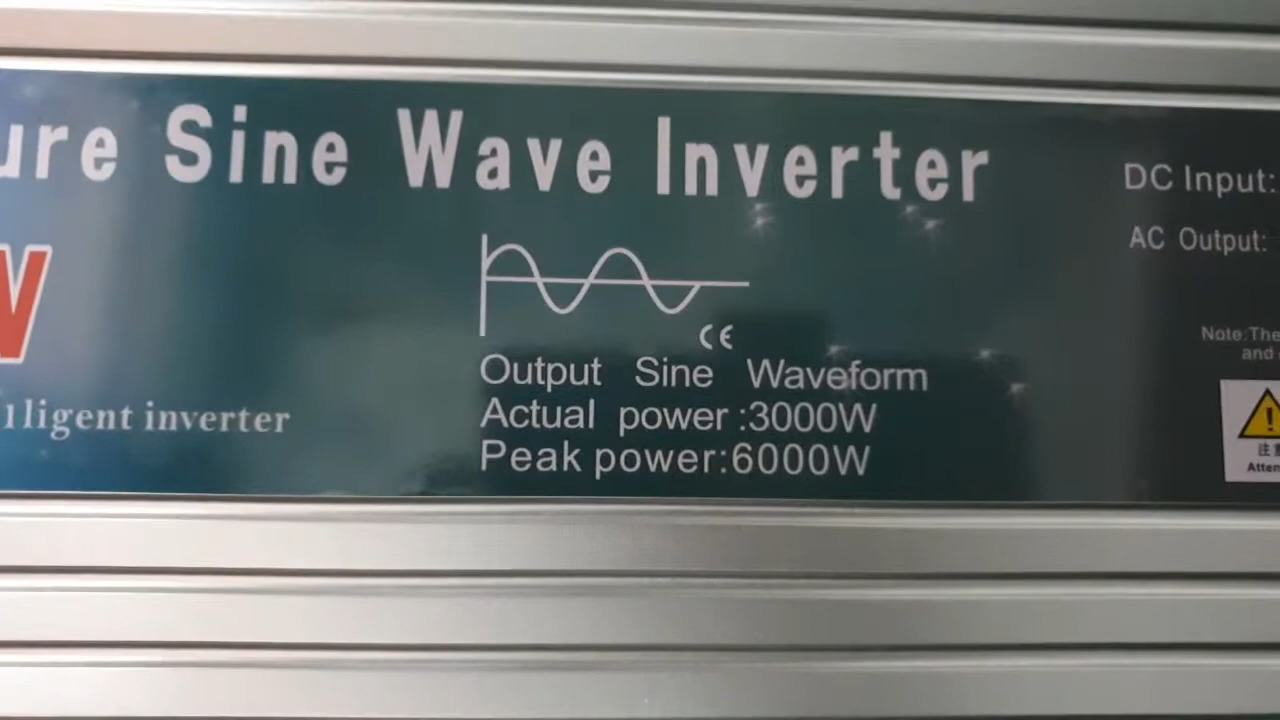 ure Sine Wave Inverter
DC Input:
AC Output:
W
CE
Note:The
and
Output Sine Waveform
Actual power:3000W
Peak power:6000W
lligent inverter
Atten